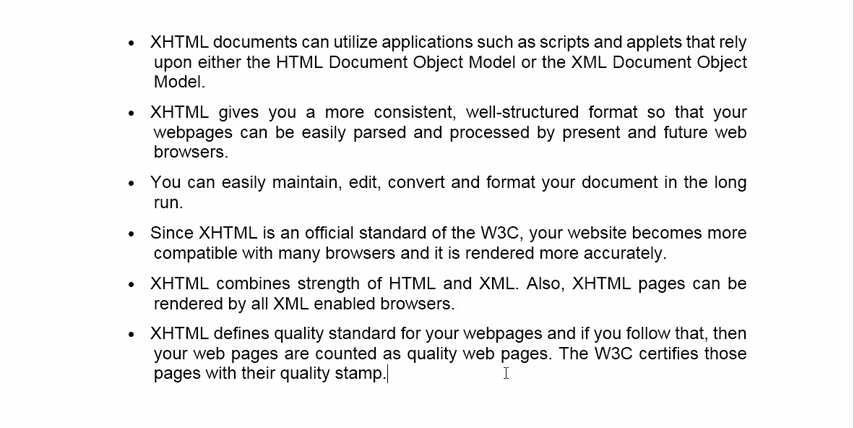 • XHTML documents can utilize applications such as scripts and applets that rely
upon either the HTML Document Object Model or the XML Document Object
Model.
• XHTML gives you a more consistent, well-structured format so that your
webpages can be easily parsed and processed by present and future web
browsers.
• You can easily maintain, edit, convert and format your document in the long
run.
• Since XHTML is an official standard of the W3C, your website becomes more
compatible with many browsers and it is rendered more accurately.
• XHTML combines strength of HTML and XML. Also, XHTML pages can be
rendered by all XML enabled browsers.
• XHTML defines quality standard for your webpages and if you follow that, then
your web pages are counted as quality web pages. The W3C certifies those
pages with their quality stamp.